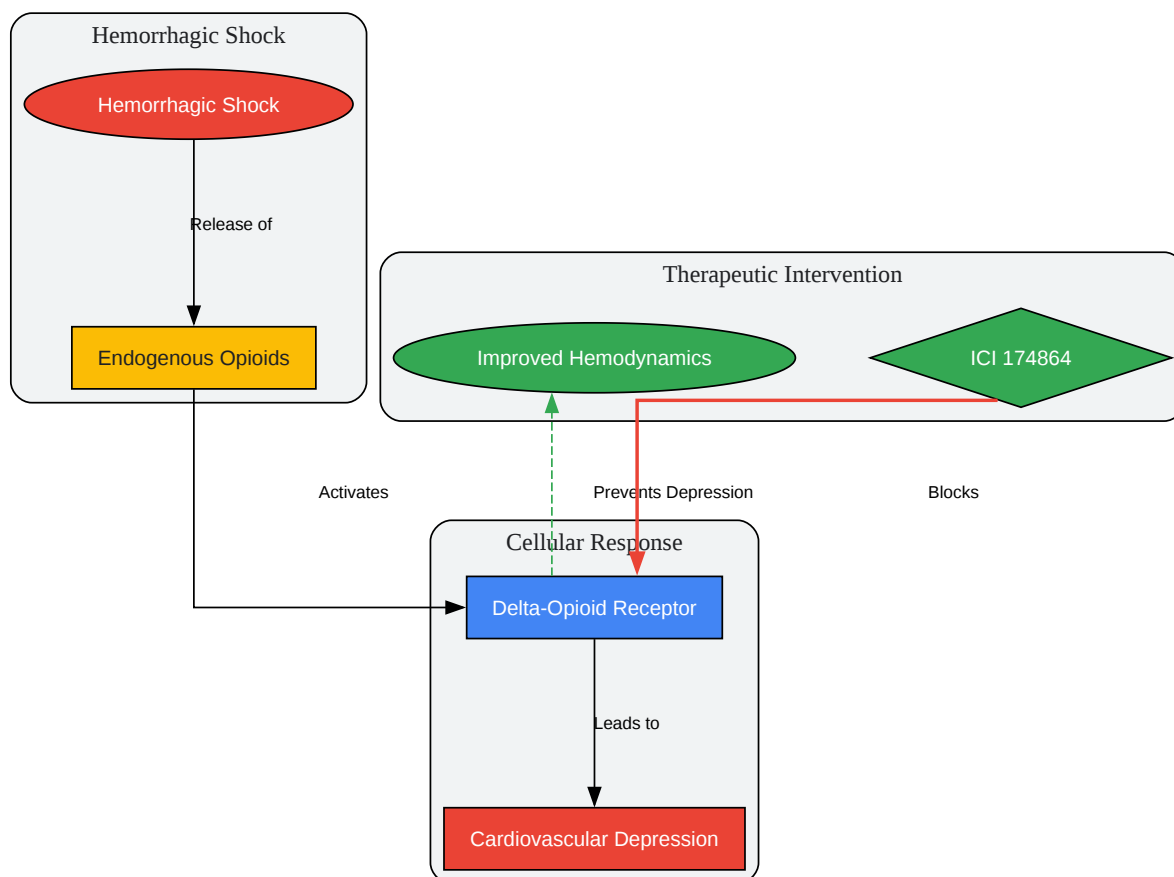 Hemorrhagic Shock
Hemorrhagic Shock
Release of
Endogenous Opioids
Therapeutic Intervention
Improved Hemodynamics
ICI 174864
Activates
Prevents Depression
Blocks
Cellular Response
Delta-Opioid Receptor
Leads to
Cardiovascular Depression